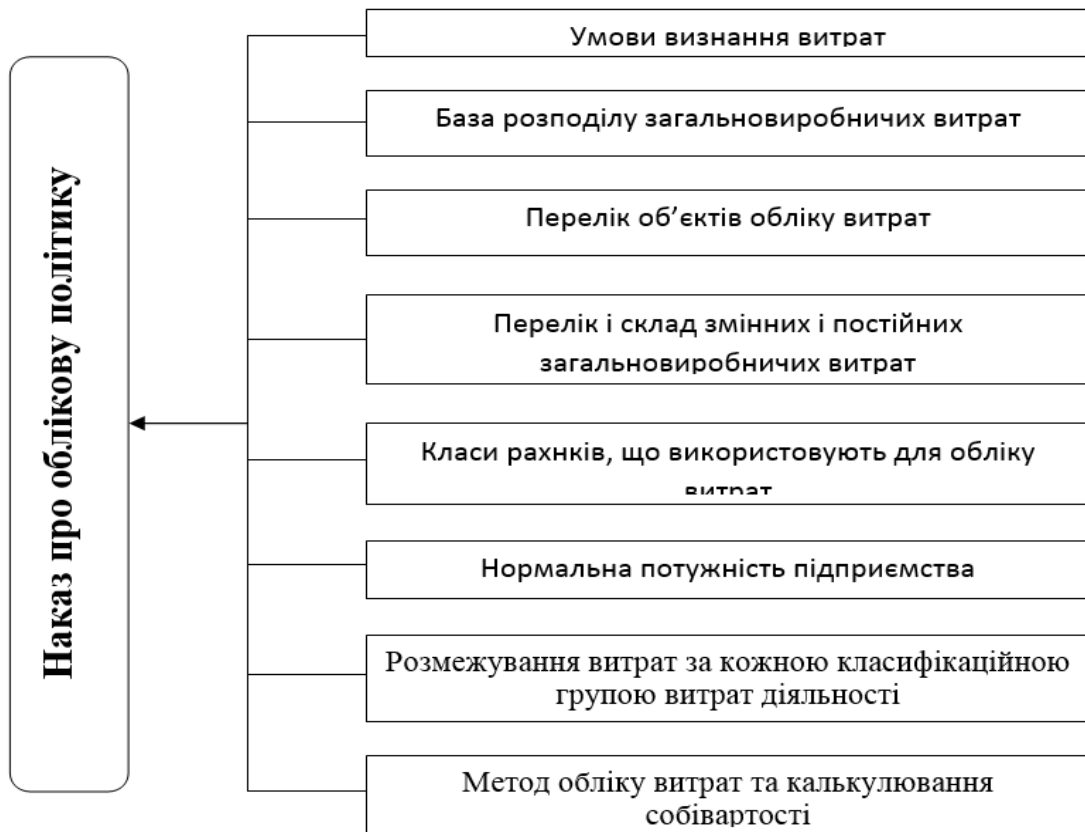 Наказ про облікову політику
Умови визнання витрат
База розподілу загальновиробничих витрат
Перелік об’єктів обліку витрат
Перелік і склад змінних і постійних
загальновиробничих витрат
Класи рахнків, що використовують для обліку
витрат
Нормальна потужність підприємства
Розмежування витрат за кожною класифікаційною
групою витрат діяльності
Метод обліку витрат та калькулювання
собівартості